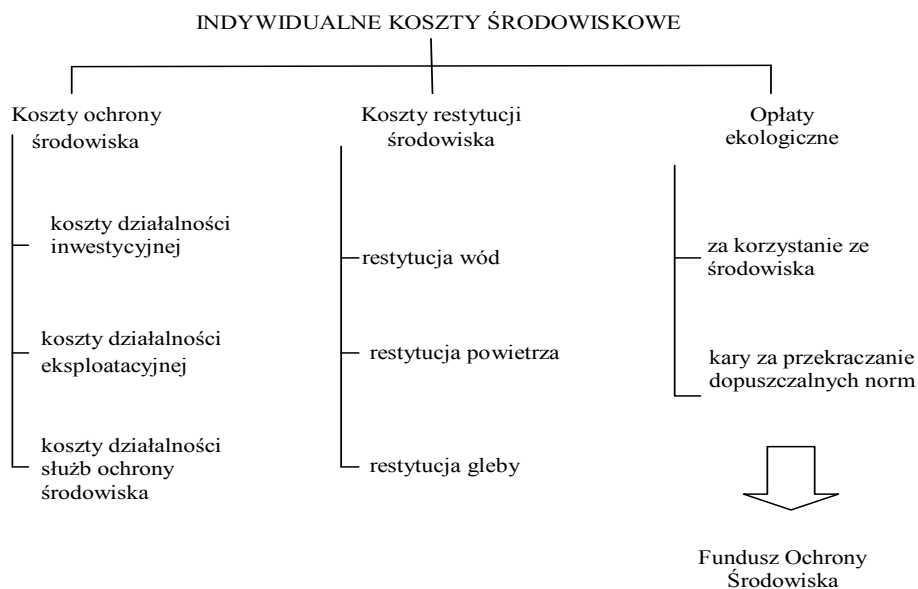 INDYWIDUALNE KOSZTY ŚRODOWISKOWE
Koszty ochrony
środowiska
koszty działalności
inwestycyjnej
koszty działalności
eksploatacyjnej
koszty działalności
służb ochrony
środowiska
Koszty restytucji
środowiska
restytucja wód
restytucja powietrza
restytucja gleby
Opłaty
ekologiczne
za korzystanie ze
środowiska
kary za przekraczanie
dopuszczalnych norm
Fundusz Ochrony
Środowiska